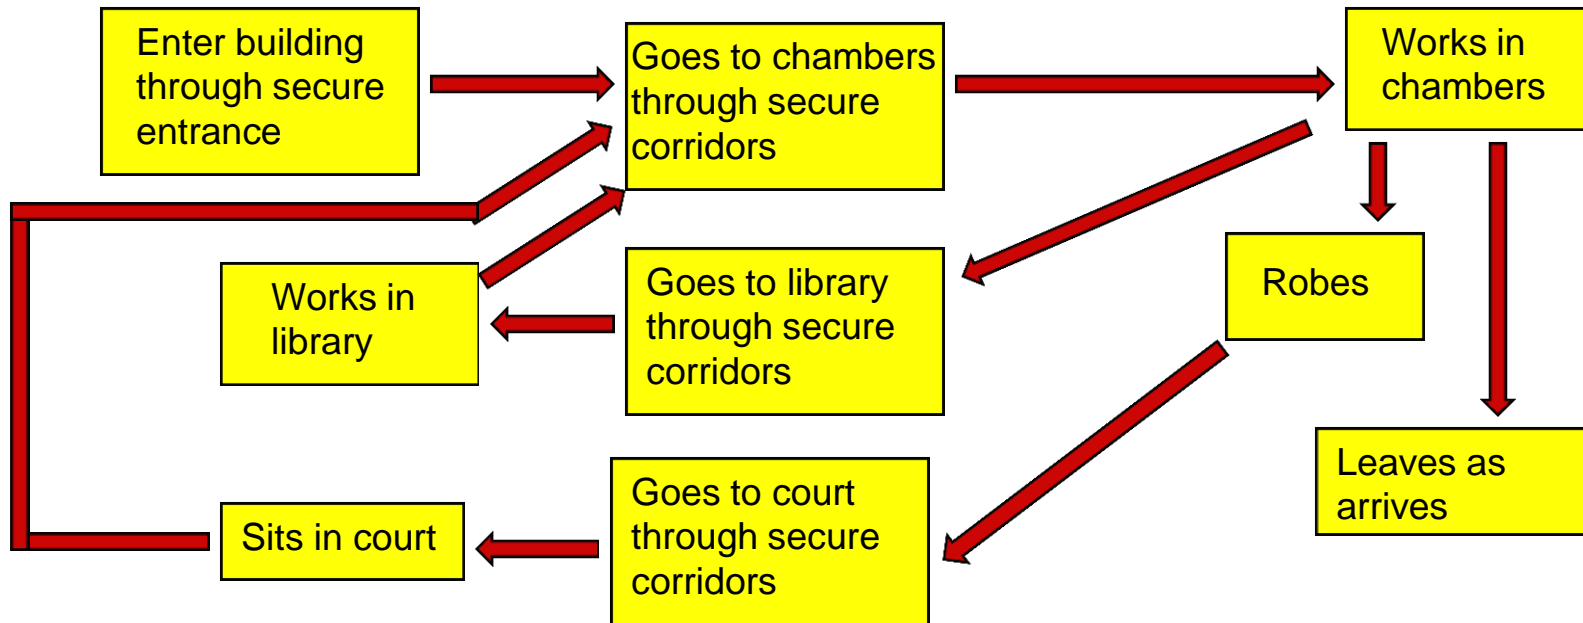 Enter building
through secure
entrance
Goes to chambers
through secure
corridors
Works in
chambers
Works in
library
Goes to library
through secure
corridors
Robes
Leaves as
arrives
Sits in court
Goes to court
through secure
corridors